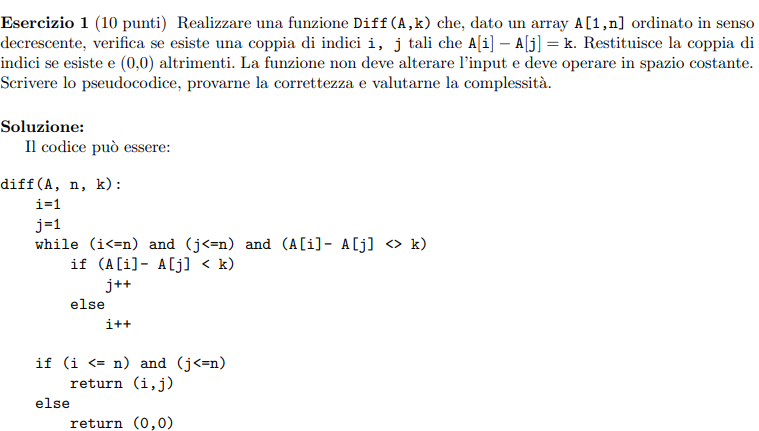 Esercizio 1 (10 punti) Realizzare una funzione Diff(A,k) che, dato un array A[1,n] ordinato in senso
decrescente, verifica se esiste una coppia di indici i, j tali che A[i] − A[j] = k. Restituisce la coppia di
indici se esiste e (0,0) altrimenti. La funzione non deve alterare l'input e deve operare in spazio costante.
Scrivere lo pseudocodice, provarne la correttezza e valutarne la complessità.
Soluzione:
Il codice può essere:
diff(A, n, k):
    i=1
    j=1
    while (i<=n) and (j<=n) and (A[i]- A[j] <> k)
        if (A[i]- A[j] < k)
            j++
        else
            i++
    if (i <= n) and (j<=n)
        return (i,j)
    else
        return (0,0)